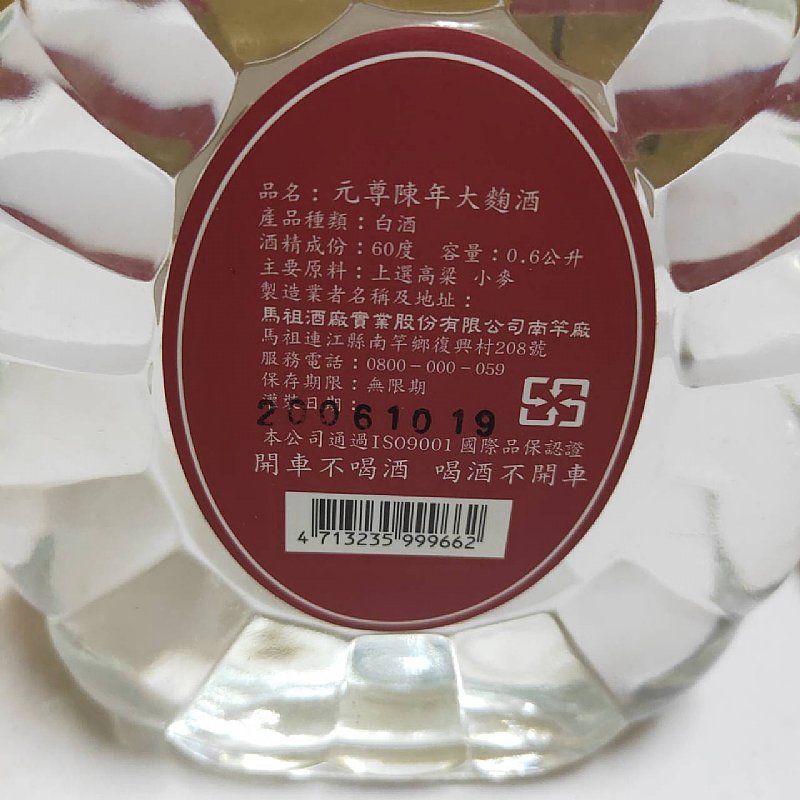 品名：元尊陳年大麴酒
產品種類：白酒
酒精成份：60度 容量：0.6公升
主要原料：上選高粱 小麥
製造業者名稱及地址：
馬祖酒廠實業股份有限公司南竿廠
馬祖連江縣南竿鄉復興村208號
服務電話：0800－000－059
保存期限：無限期
灌裝日期：
20061019
本公司通過ISO9001國際品保認證
開車不喝酒 喝酒不開車
4 713235 999662